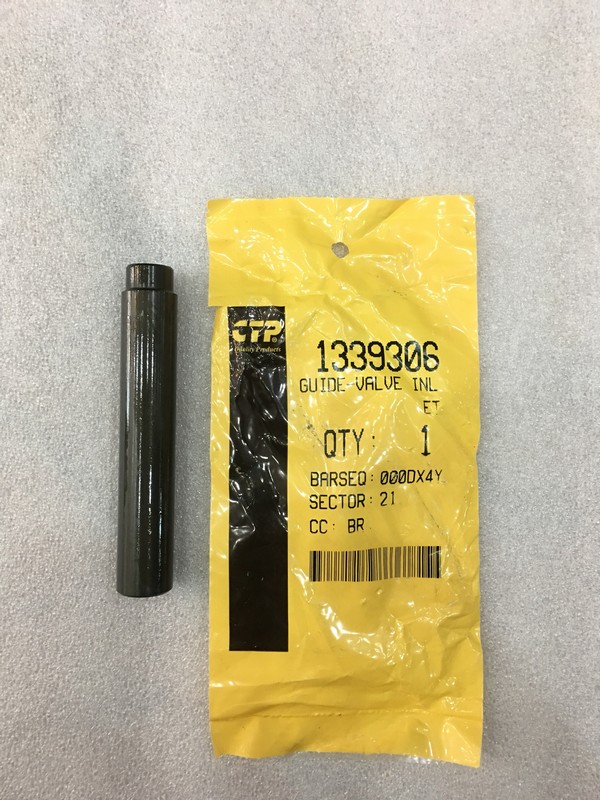 CTP®
Quality Products
1339306
GUIDE-VALVE INL
ET
QTY: 1
BARSEQ: 000DX4Y
SECTOR: 21
CC: BR